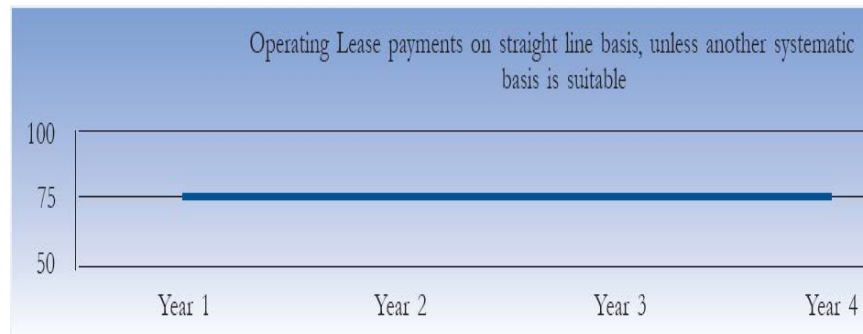 Operating Lease payments on straight line basis, unless another systematic
basis is suitable
100
75
50
Year 1 Year 2 Year 3 Year 4